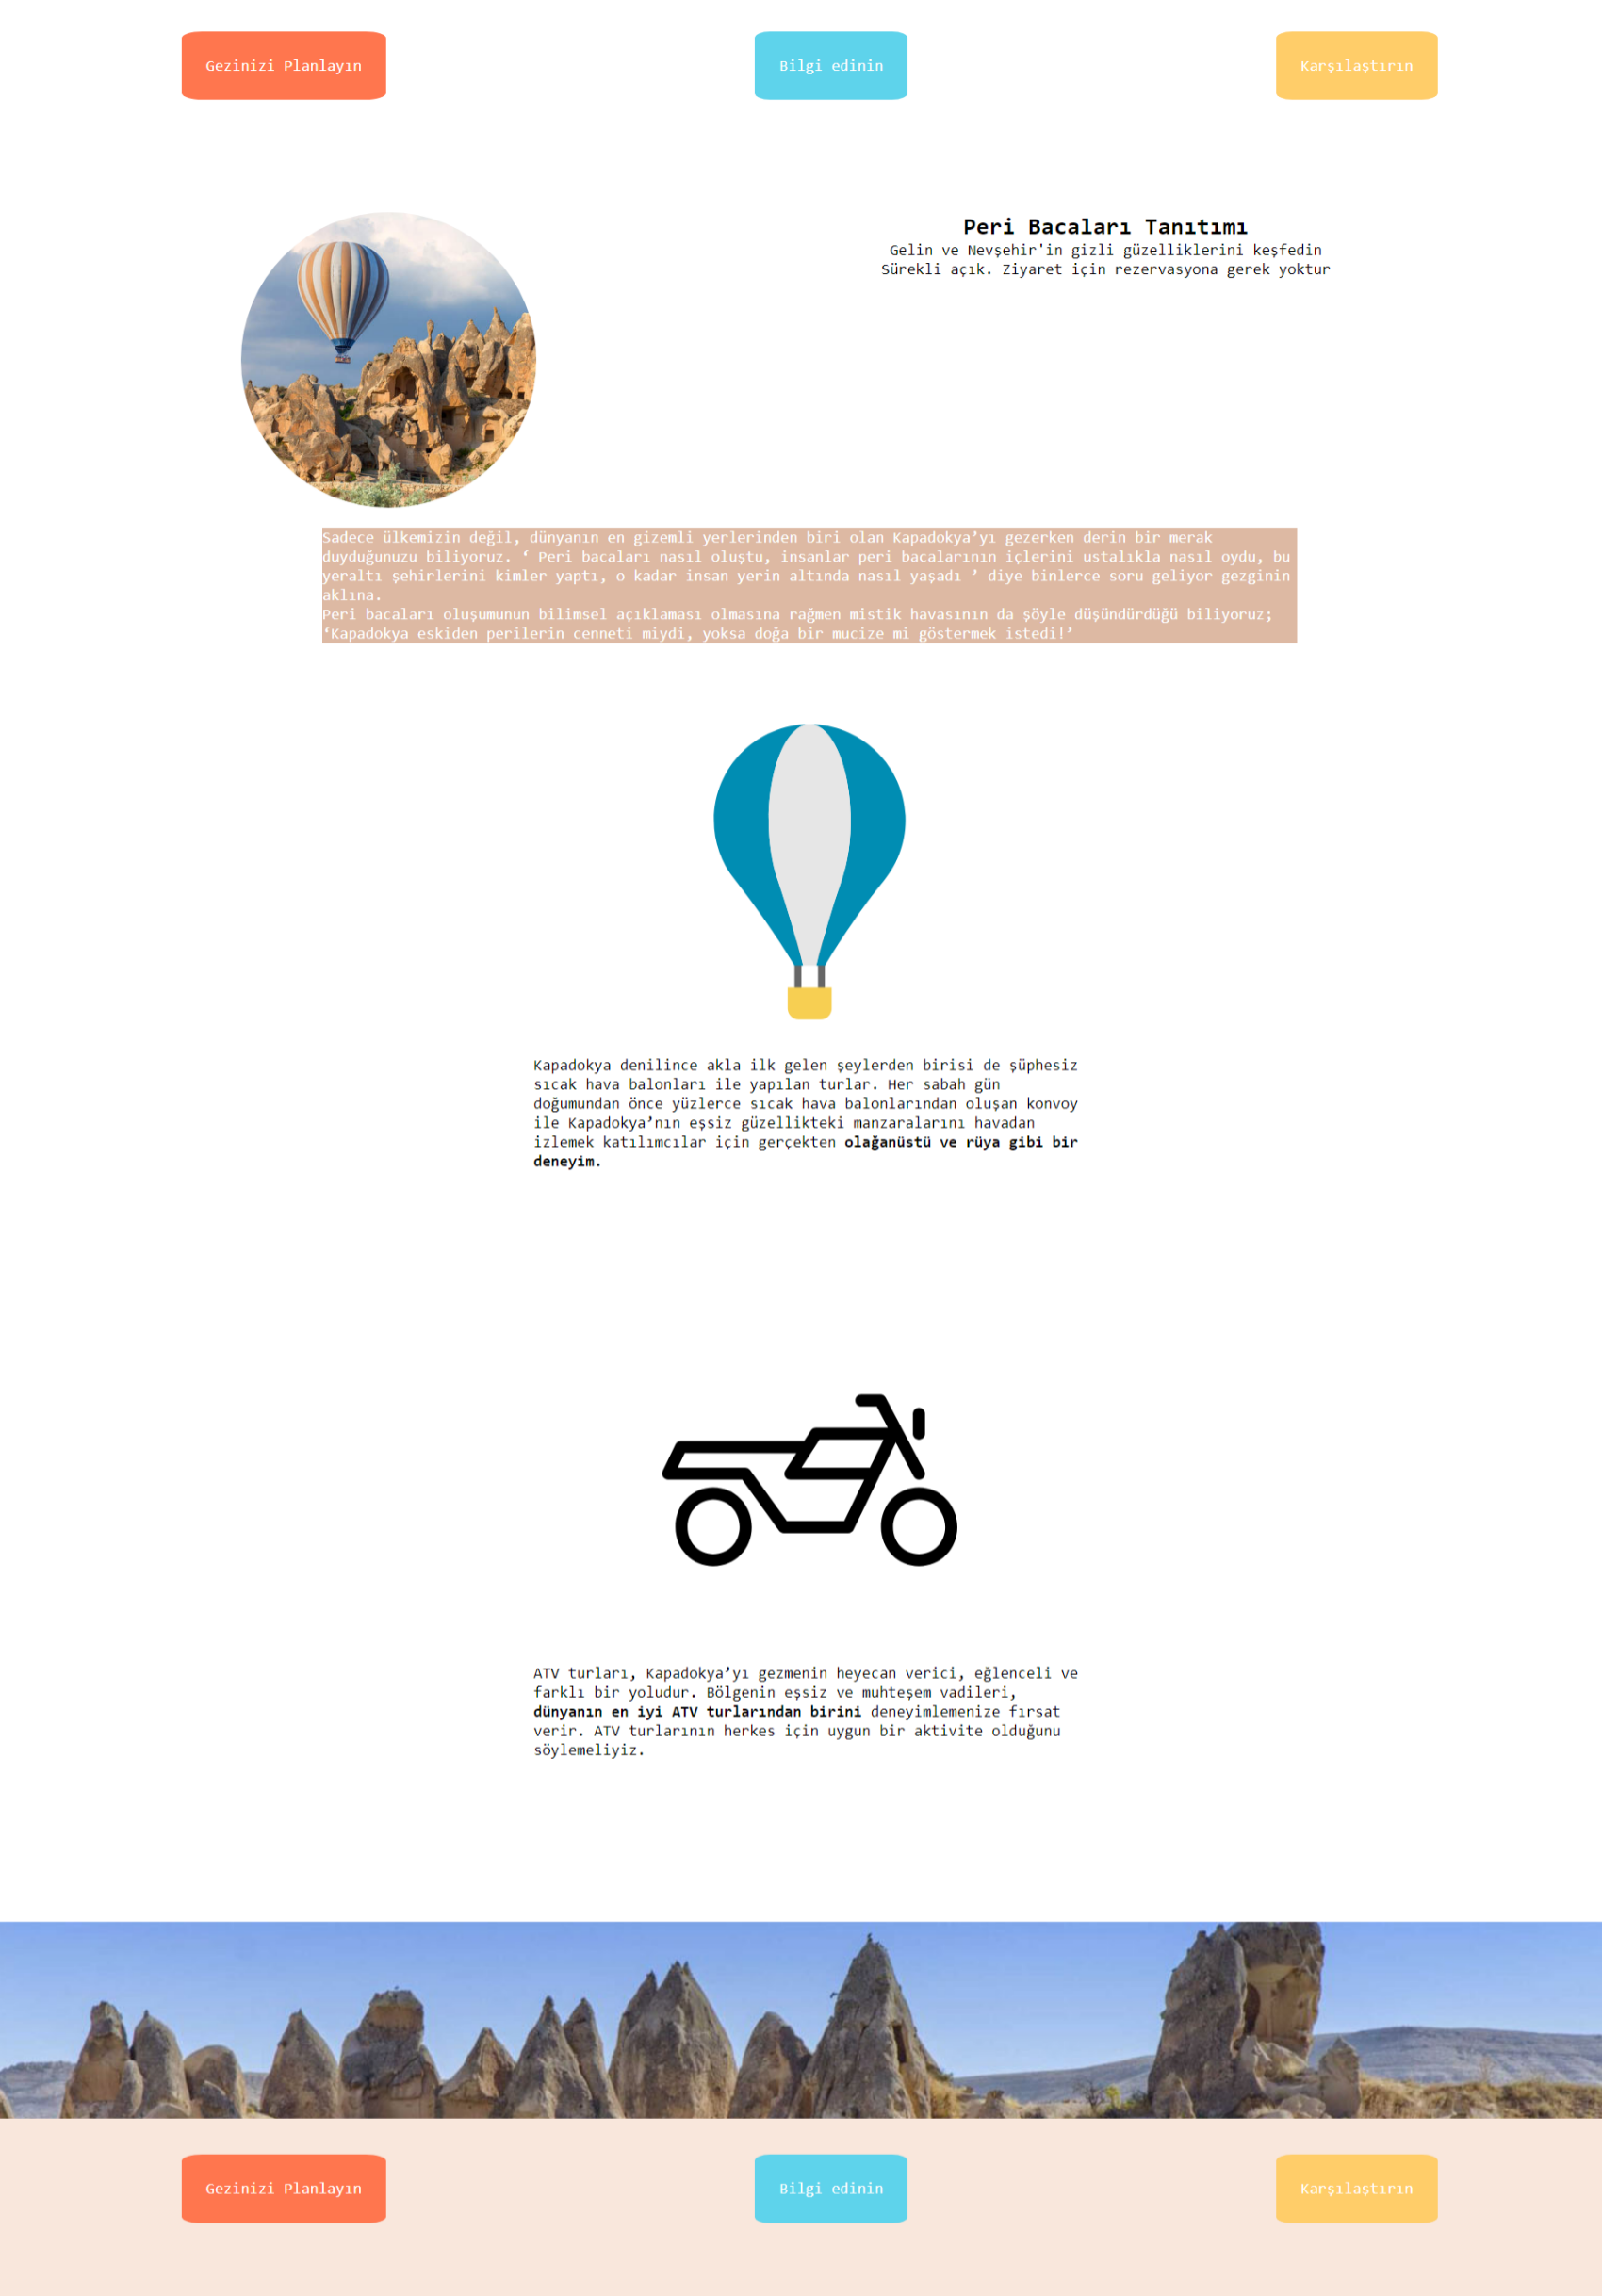 Gezinizi Planlayın
Bilgi edinin
Karşılaştırın
Peri Bacaları Tanıtımı
Gelin ve Nevşehir'in gizli güzelliklerini keşfedin
Sürekli açık. Ziyaret için rezervasyona gerek yoktur
Sadece ülkemizin değil, dünyanın en gizemli yerlerinden biri olan Kapadokya’yı gezerken derin bir merak
duyduğunuzu biliyoruz. ‘ Peri bacaları nasıl oluştu, insanlar peri bacalarının içlerini ustalıkla nasıl oydu, bu
yeraltı şehirlerini kimler yaptı, o kadar insan yerin altında nasıl yaşadı ’ diye binlerce soru geliyor gezginin
aklına.
Peri bacaları oluşumunun bilimsel açıklaması olmasına rağmen mistik havasının da şöyle düşündürdüğü biliyoruz;
‘Kapadokya eskiden perilerin cenneti miydi, yoksa doğa bir mucize mi göstermek istedi!’
Kapadokya denilince akla ilk gelen şeylerden birisi de şüphesiz
sıcak hava balonları ile yapılan turlar. Her sabah gün
doğumundan önce yüzlerce sıcak hava balonlarından oluşan konvoy
ile Kapadokya’nın eşsiz güzellikteki manzaralarını havadan
izlemek katılımcılar için gerçekten olağanüstü ve rüya gibi bir
deneyim.
ATV turları, Kapadokya’yı gezmenin heyecan verici, eğlenceli ve
farklı bir yoludur. Bölgenin eşsiz ve muhteşem vadileri,
dünyanın en iyi ATV turlarından birini deneyimlemenize fırsat
verir. ATV turlarının herkes için uygun bir aktivite olduğunu
söylemeliyiz.
Gezinizi Planlayın
Bilgi edinin
Karşılaştırın